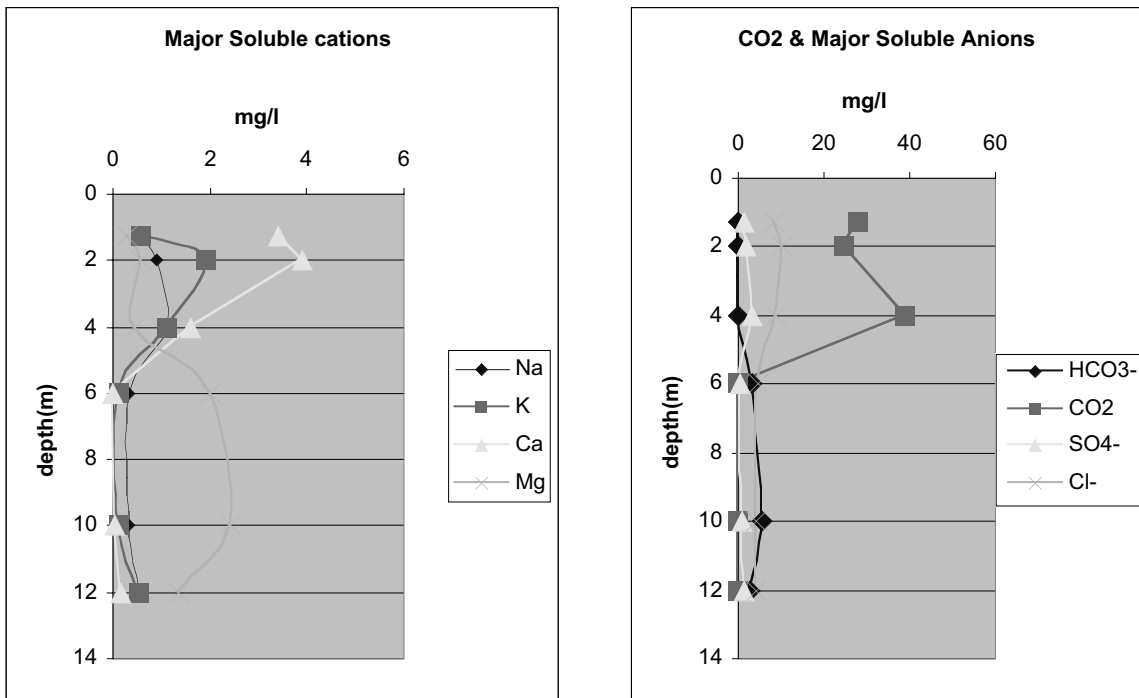 Major Soluble cations
mg/l
0 2 4 6
0
2
4
6
8
10
12
14
depth(m)
Na
K
Ca
Mg
CO2 & Major Soluble Anions
mg/l
0 20 40 60
0
2
4
6
8
10
12
14
depth(m)
HCO3-
CO2
SO4-
Cl-